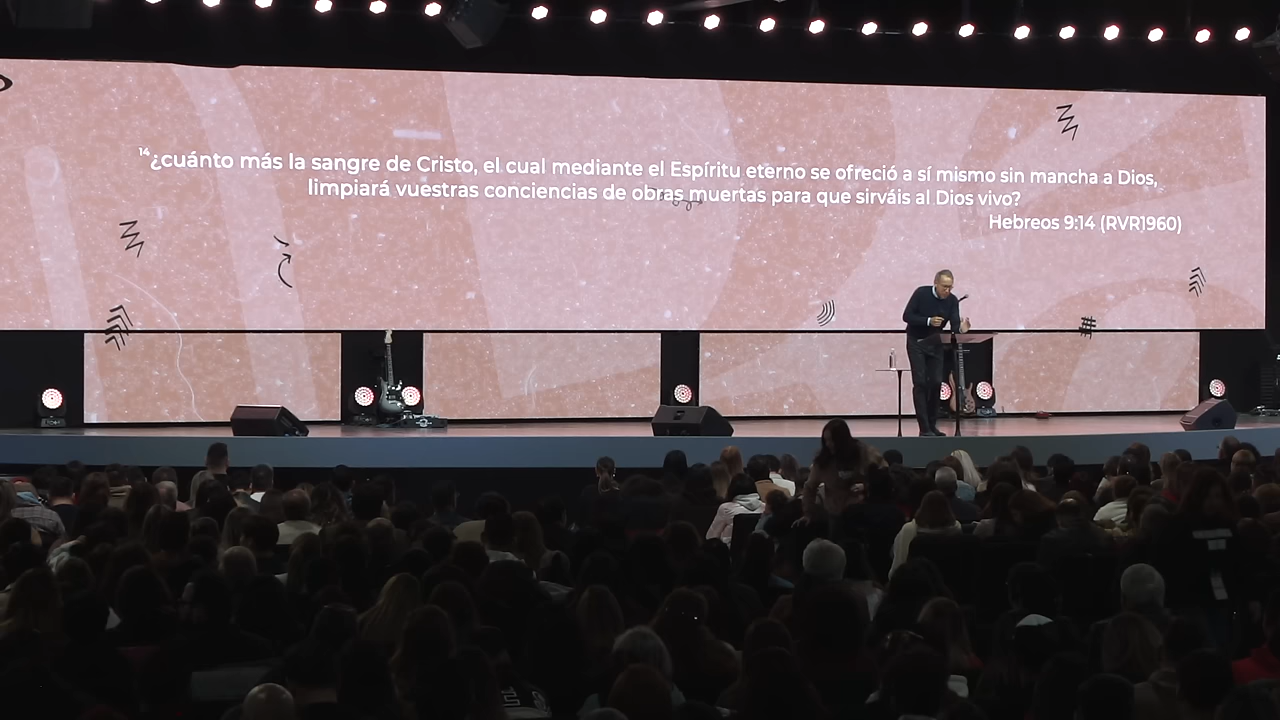 ¹⁴¿cuánto más la sangre de Cristo, el cual mediante el Espíritu eterno se ofreció a sí mismo sin mancha a Dios,
limpiará vuestras conciencias de obras muertas para que sirváis al Dios vivo?
Hebreos 9:14 (RVR1960)